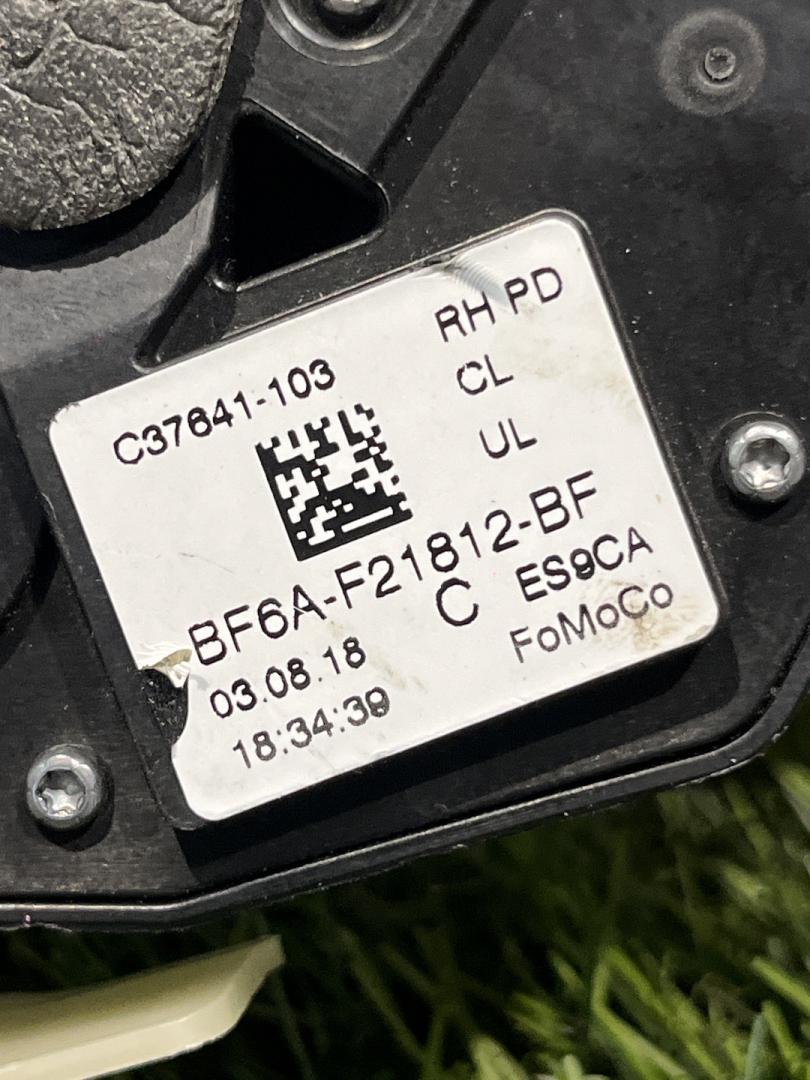 RH PD
C37641-103
CL
UL
BF6A-F21812-BF
C ES9CA
03.08.18
FoMoCo
18:34:39